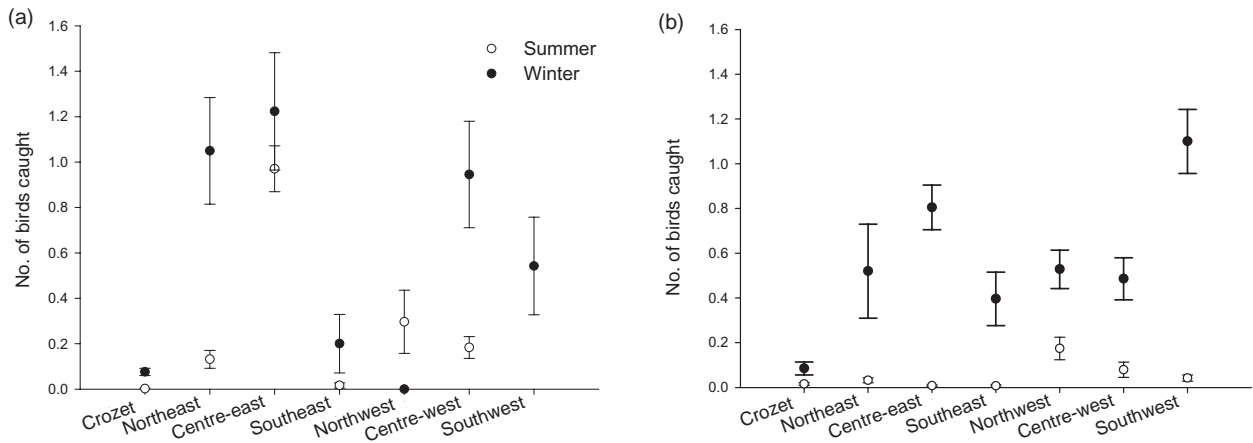 (a)
1.6
1.4
1.2
1.0
0.8
0.6
0.4
0.2
0.0
No. of birds caught
Summer
Winter
Crozet
Northeast
Centre-east
Southeast
Northwest
Centre-west
Southwest
(b)
1.6
1.4
1.2
1.0
0.8
0.6
0.4
0.2
0.0
No. of birds caught
Crozet
Northeast
Centre-east
Southeast
Northwest
Centre-west
Southwest